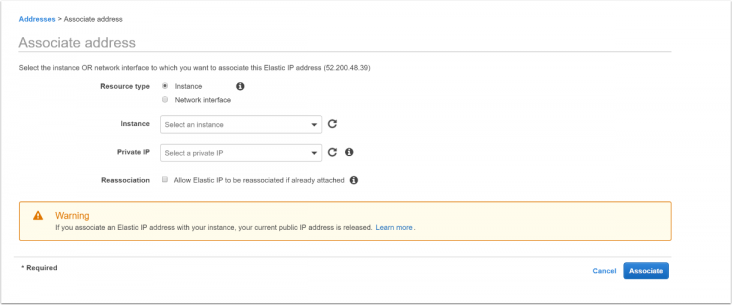 Addresses > Associate address
Associate address
Select the instance OR network interface to which you want to associate this Elastic IP address (52.200.48.39)
Resource type Instance
Network interface
Instance Select an instance
Private IP Select a private IP
Reassociation Allow Elastic IP to be reassociated if already attached
Warning
If you associate an Elastic IP address with your instance, your current public IP address is released. Learn more.
* Required Cancel Associate